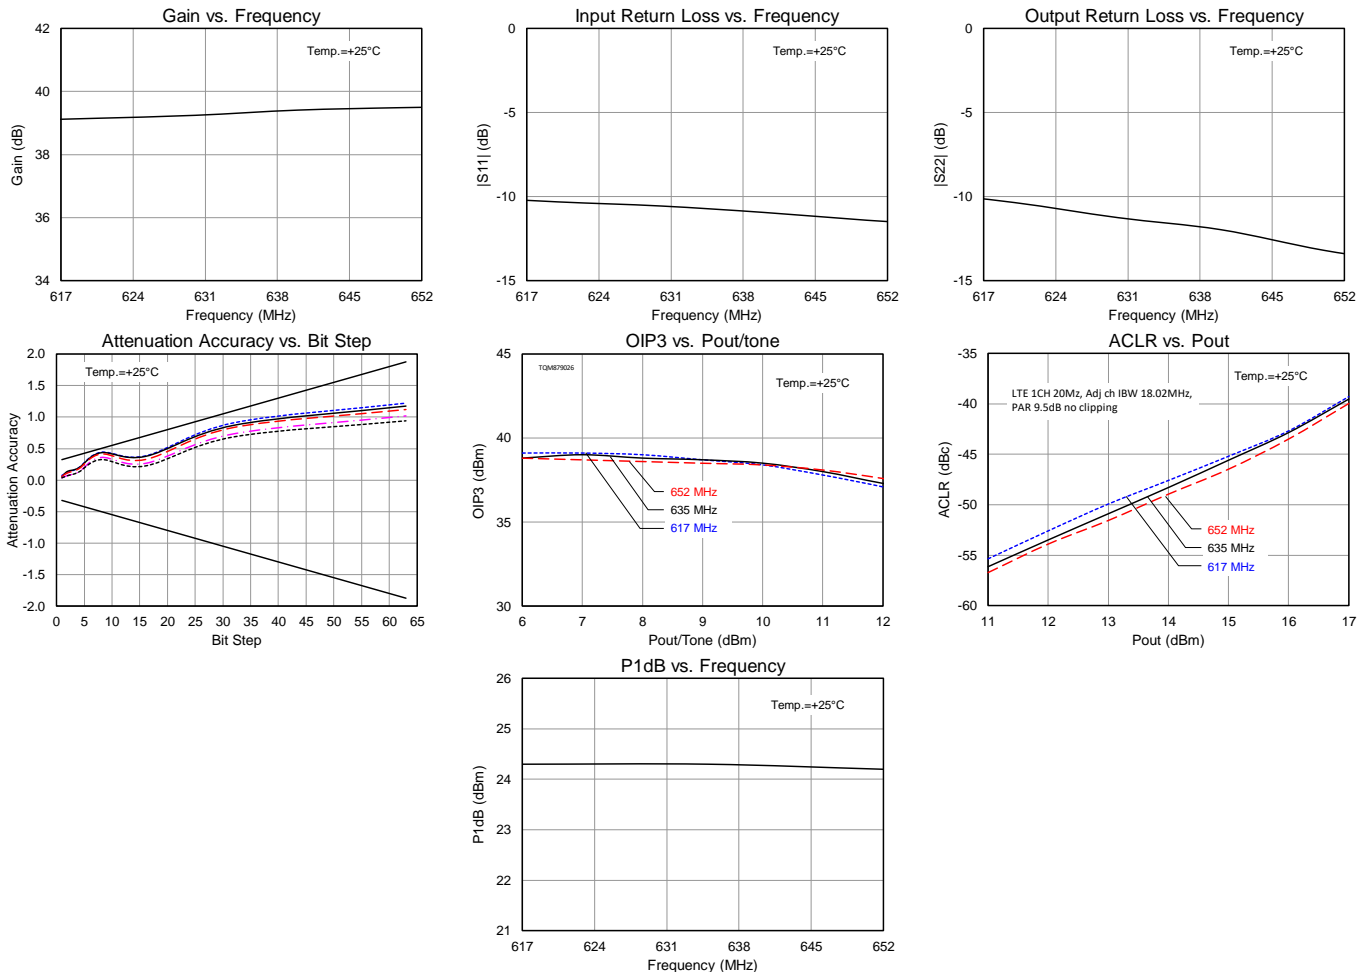 Gain vs. Frequency
42
40
38
36
34
Gain (dB)
Temp.=+25°C
617 624 631 638 645 652
Frequency (MHz)
Input Return Loss vs. Frequency
0
-5
-10
-15
|S11| (dB)
Temp.=+25°C
617 624 631 638 645 652
Frequency (MHz)
Output Return Loss vs. Frequency
0
-5
-10
-15
|S22| (dB)
Temp.=+25°C
617 624 631 638 645 652
Frequency (MHz)
Attenuation Accuracy vs. Bit Step
2.0
1.5
1.0
0.5
0.0
-0.5
-1.0
-1.5
-2.0
Attenuation Accuracy
Temp.=+25°C
0 5 10 15 20 25 30 35 40 45 50 55 60 65
Bit Step
OIP3 vs. Pout/tone
45
40
35
30
OIP3 (dBm)
TQM879026
Temp.=+25°C
652 MHz
635 MHz
617 MHz
6 7 8 9 10 11 12
Pout/Tone (dBm)
ACLR vs. Pout
-35
-40
-45
-50
-55
-60
ACLR (dBc)
Temp.=+25°C
LTE 1CH 20Mz, Adj ch IBW 18.02MHz,
PAR 9.5dB no clipping
652 MHz
635 MHz
617 MHz
11 12 13 14 15 16 17
Pout (dBm)
P1dB vs. Frequency
26
25
24
23
22
21
P1dB (dBm)
Temp.=+25°C
617 624 631 638 645 652
Frequency (MHz)